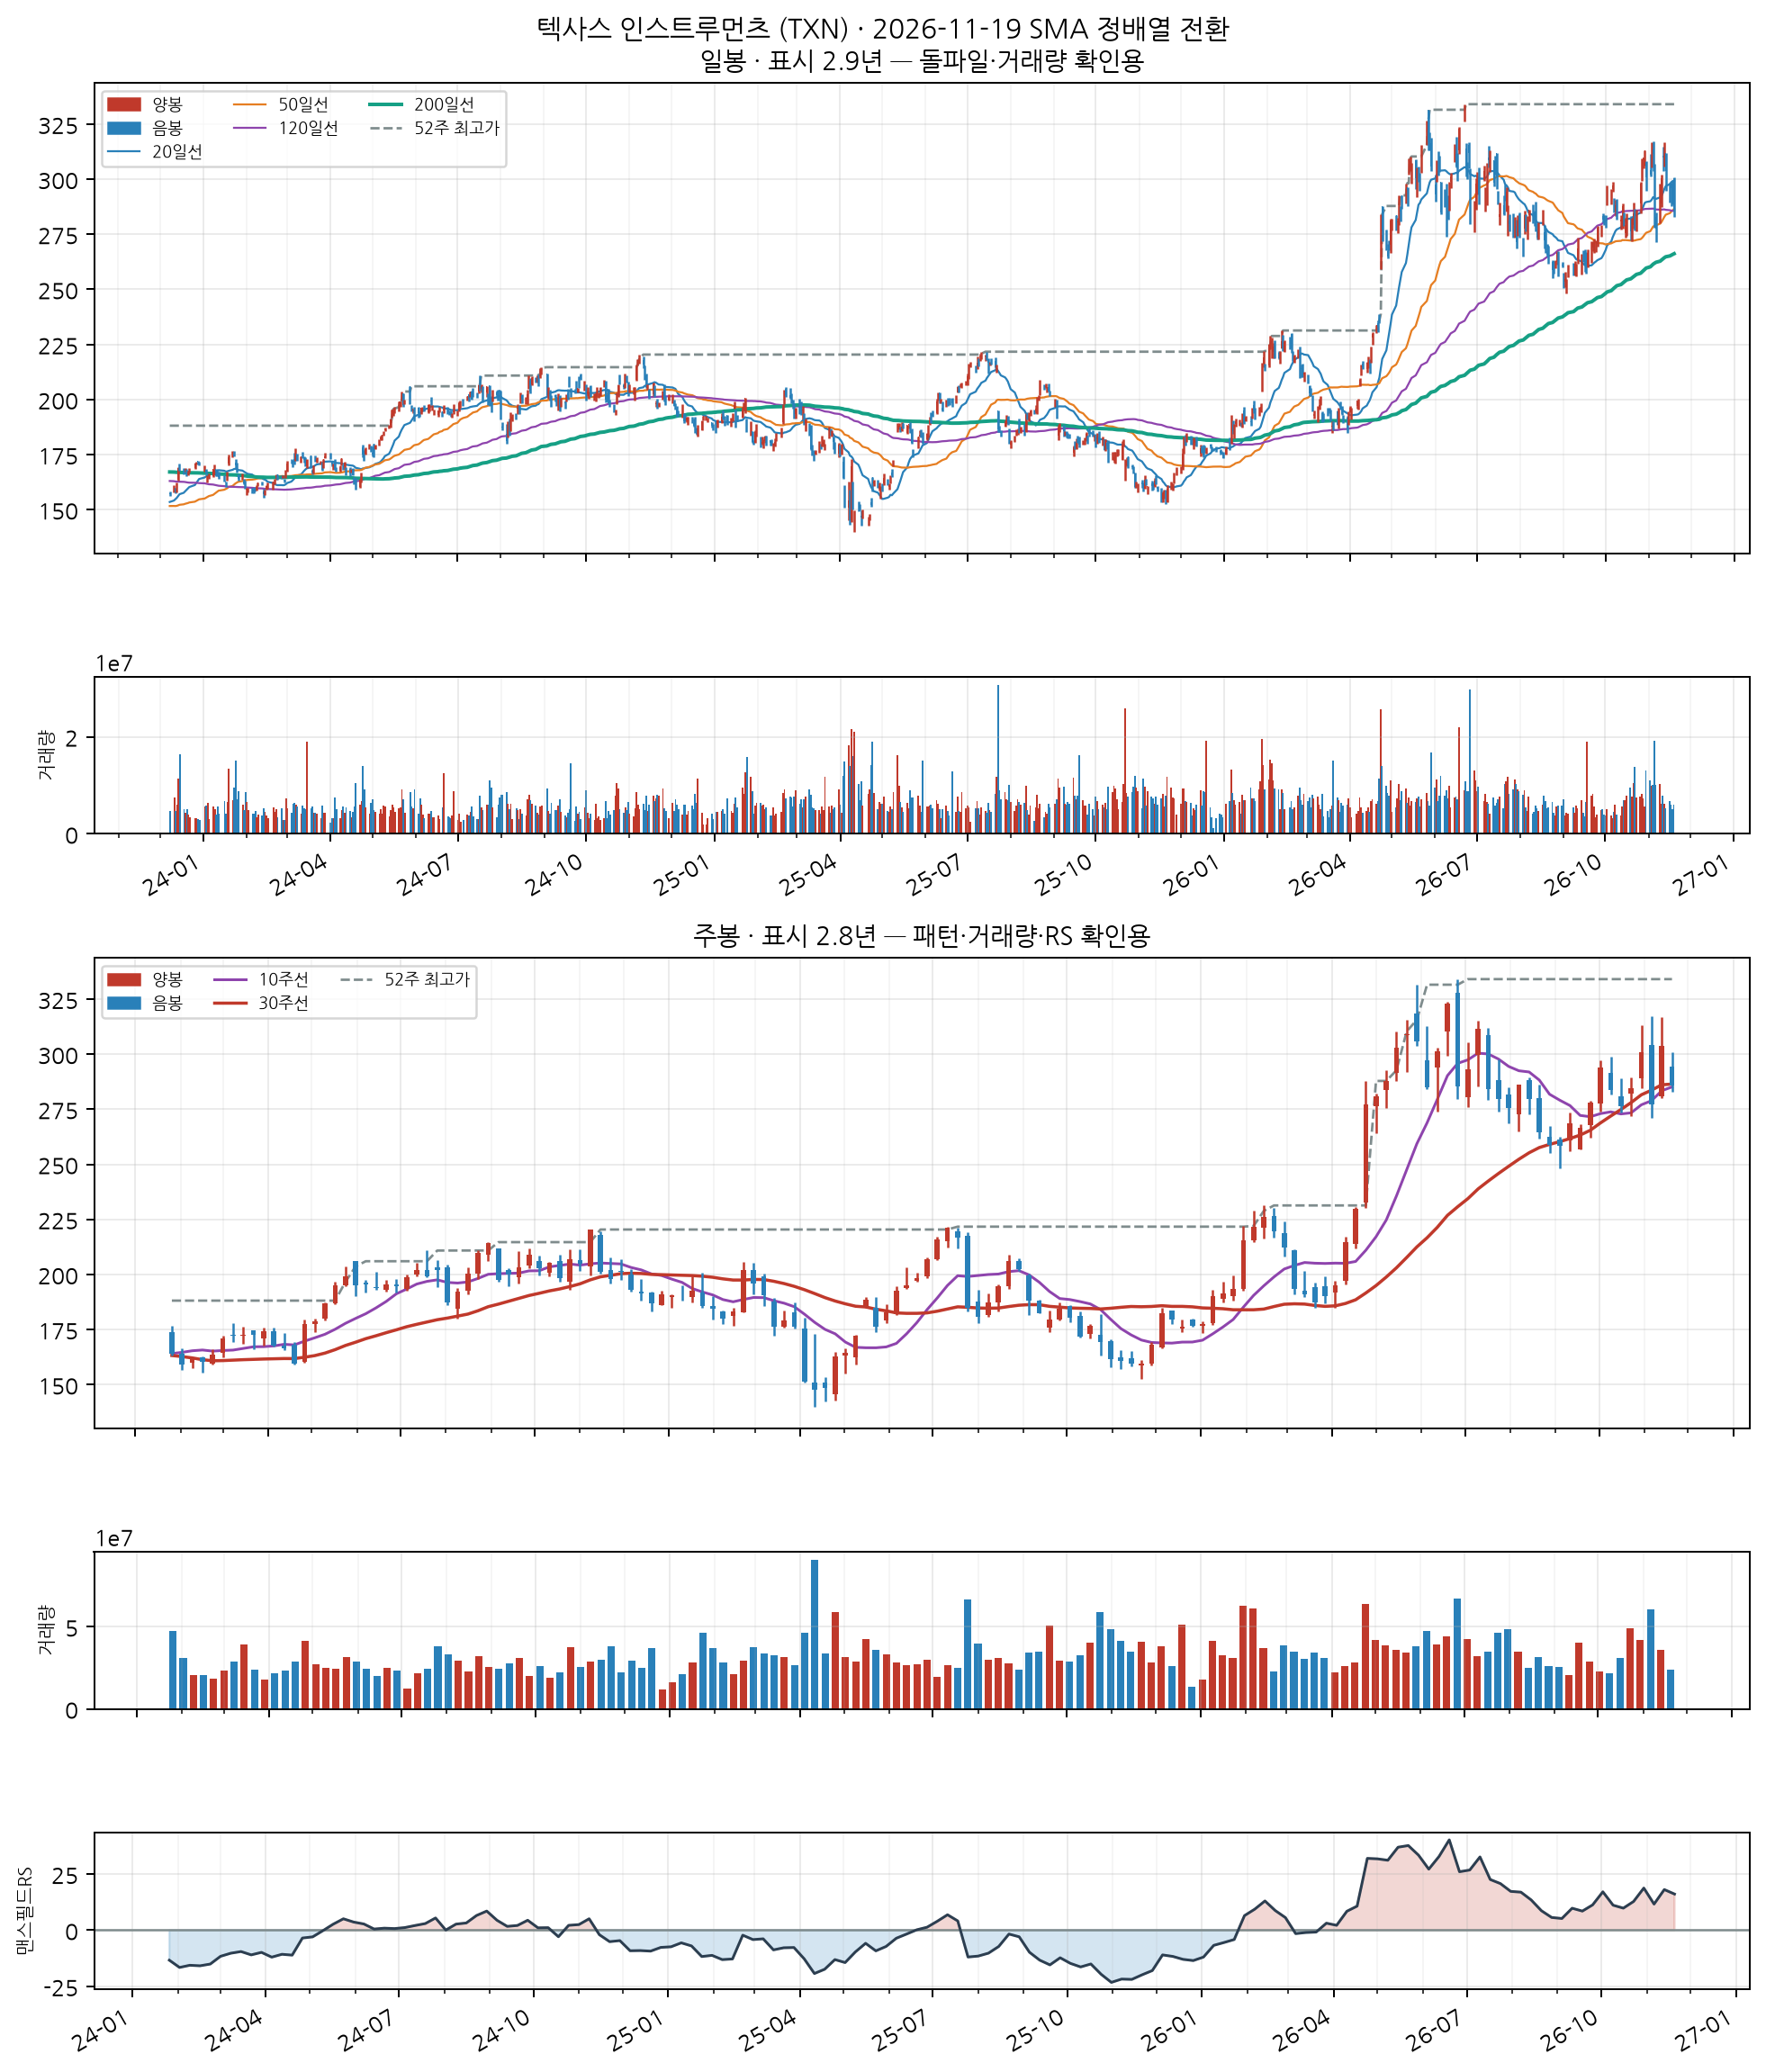 텍사스 인스트루먼츠 (TXN) · 2026-11-19 SMA 정배열 전환
일봉 · 표시 2.9년 — 돌파일·거래량 확인용
양봉
음봉
20일선
50일선
120일선
200일선
52주 최고가
325
300
275
250
225
200
175
150
1e7
거래량
2
0
24-01
24-04
24-07
24-10
25-01
25-04
25-07
25-10
26-01
26-04
26-07
26-10
27-01
주봉 · 표시 2.8년 — 패턴·거래량·RS 확인용
양봉
음봉
10주선
30주선
52주 최고가
325
300
275
250
225
200
175
150
1e7
거래량
5
0
맨스필드RS
25
0
-25
24-01
24-04
24-07
24-10
25-01
25-04
25-07
25-10
26-01
26-04
26-07
26-10
27-01